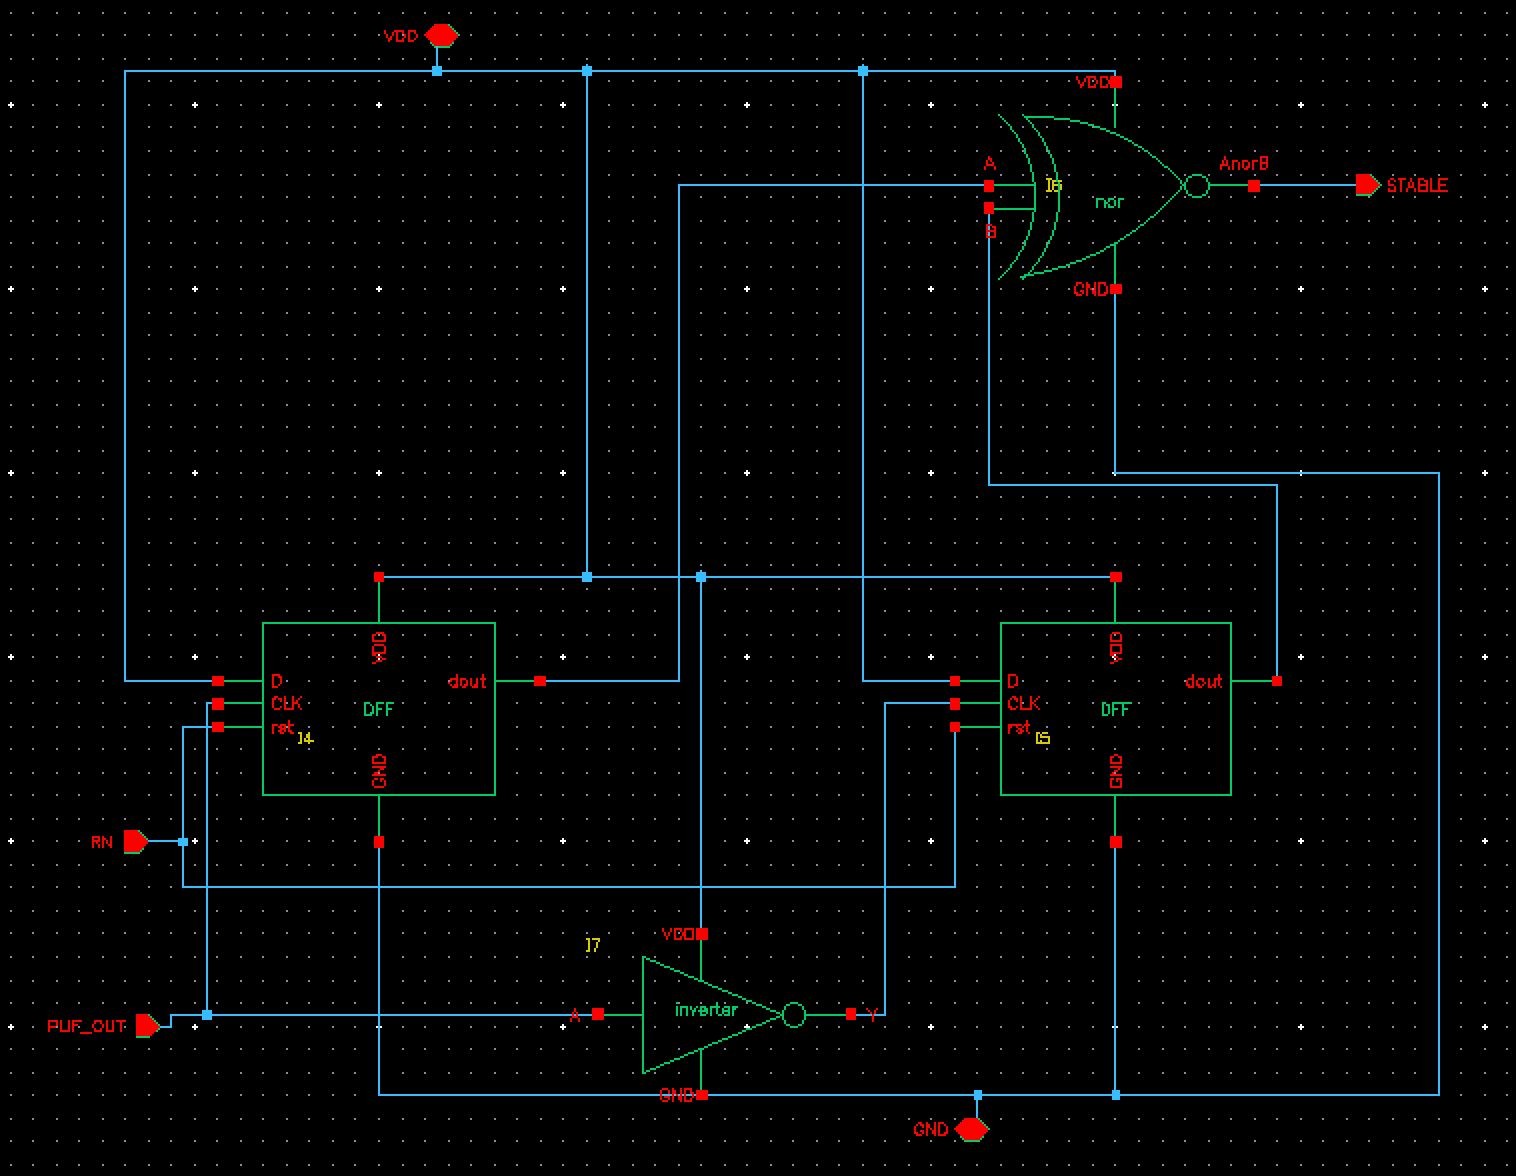 VDD
VDD
A
AnorB
I6
STABLE
nor
B
GND
VDD
VDD
D
dout
D
dout
CLK
DFF
CLK
DFF
rst
I4
rst
I5
GND
GND
RN
VDD
I7
inverter
A
Y
PUF_OUT
GND
GND